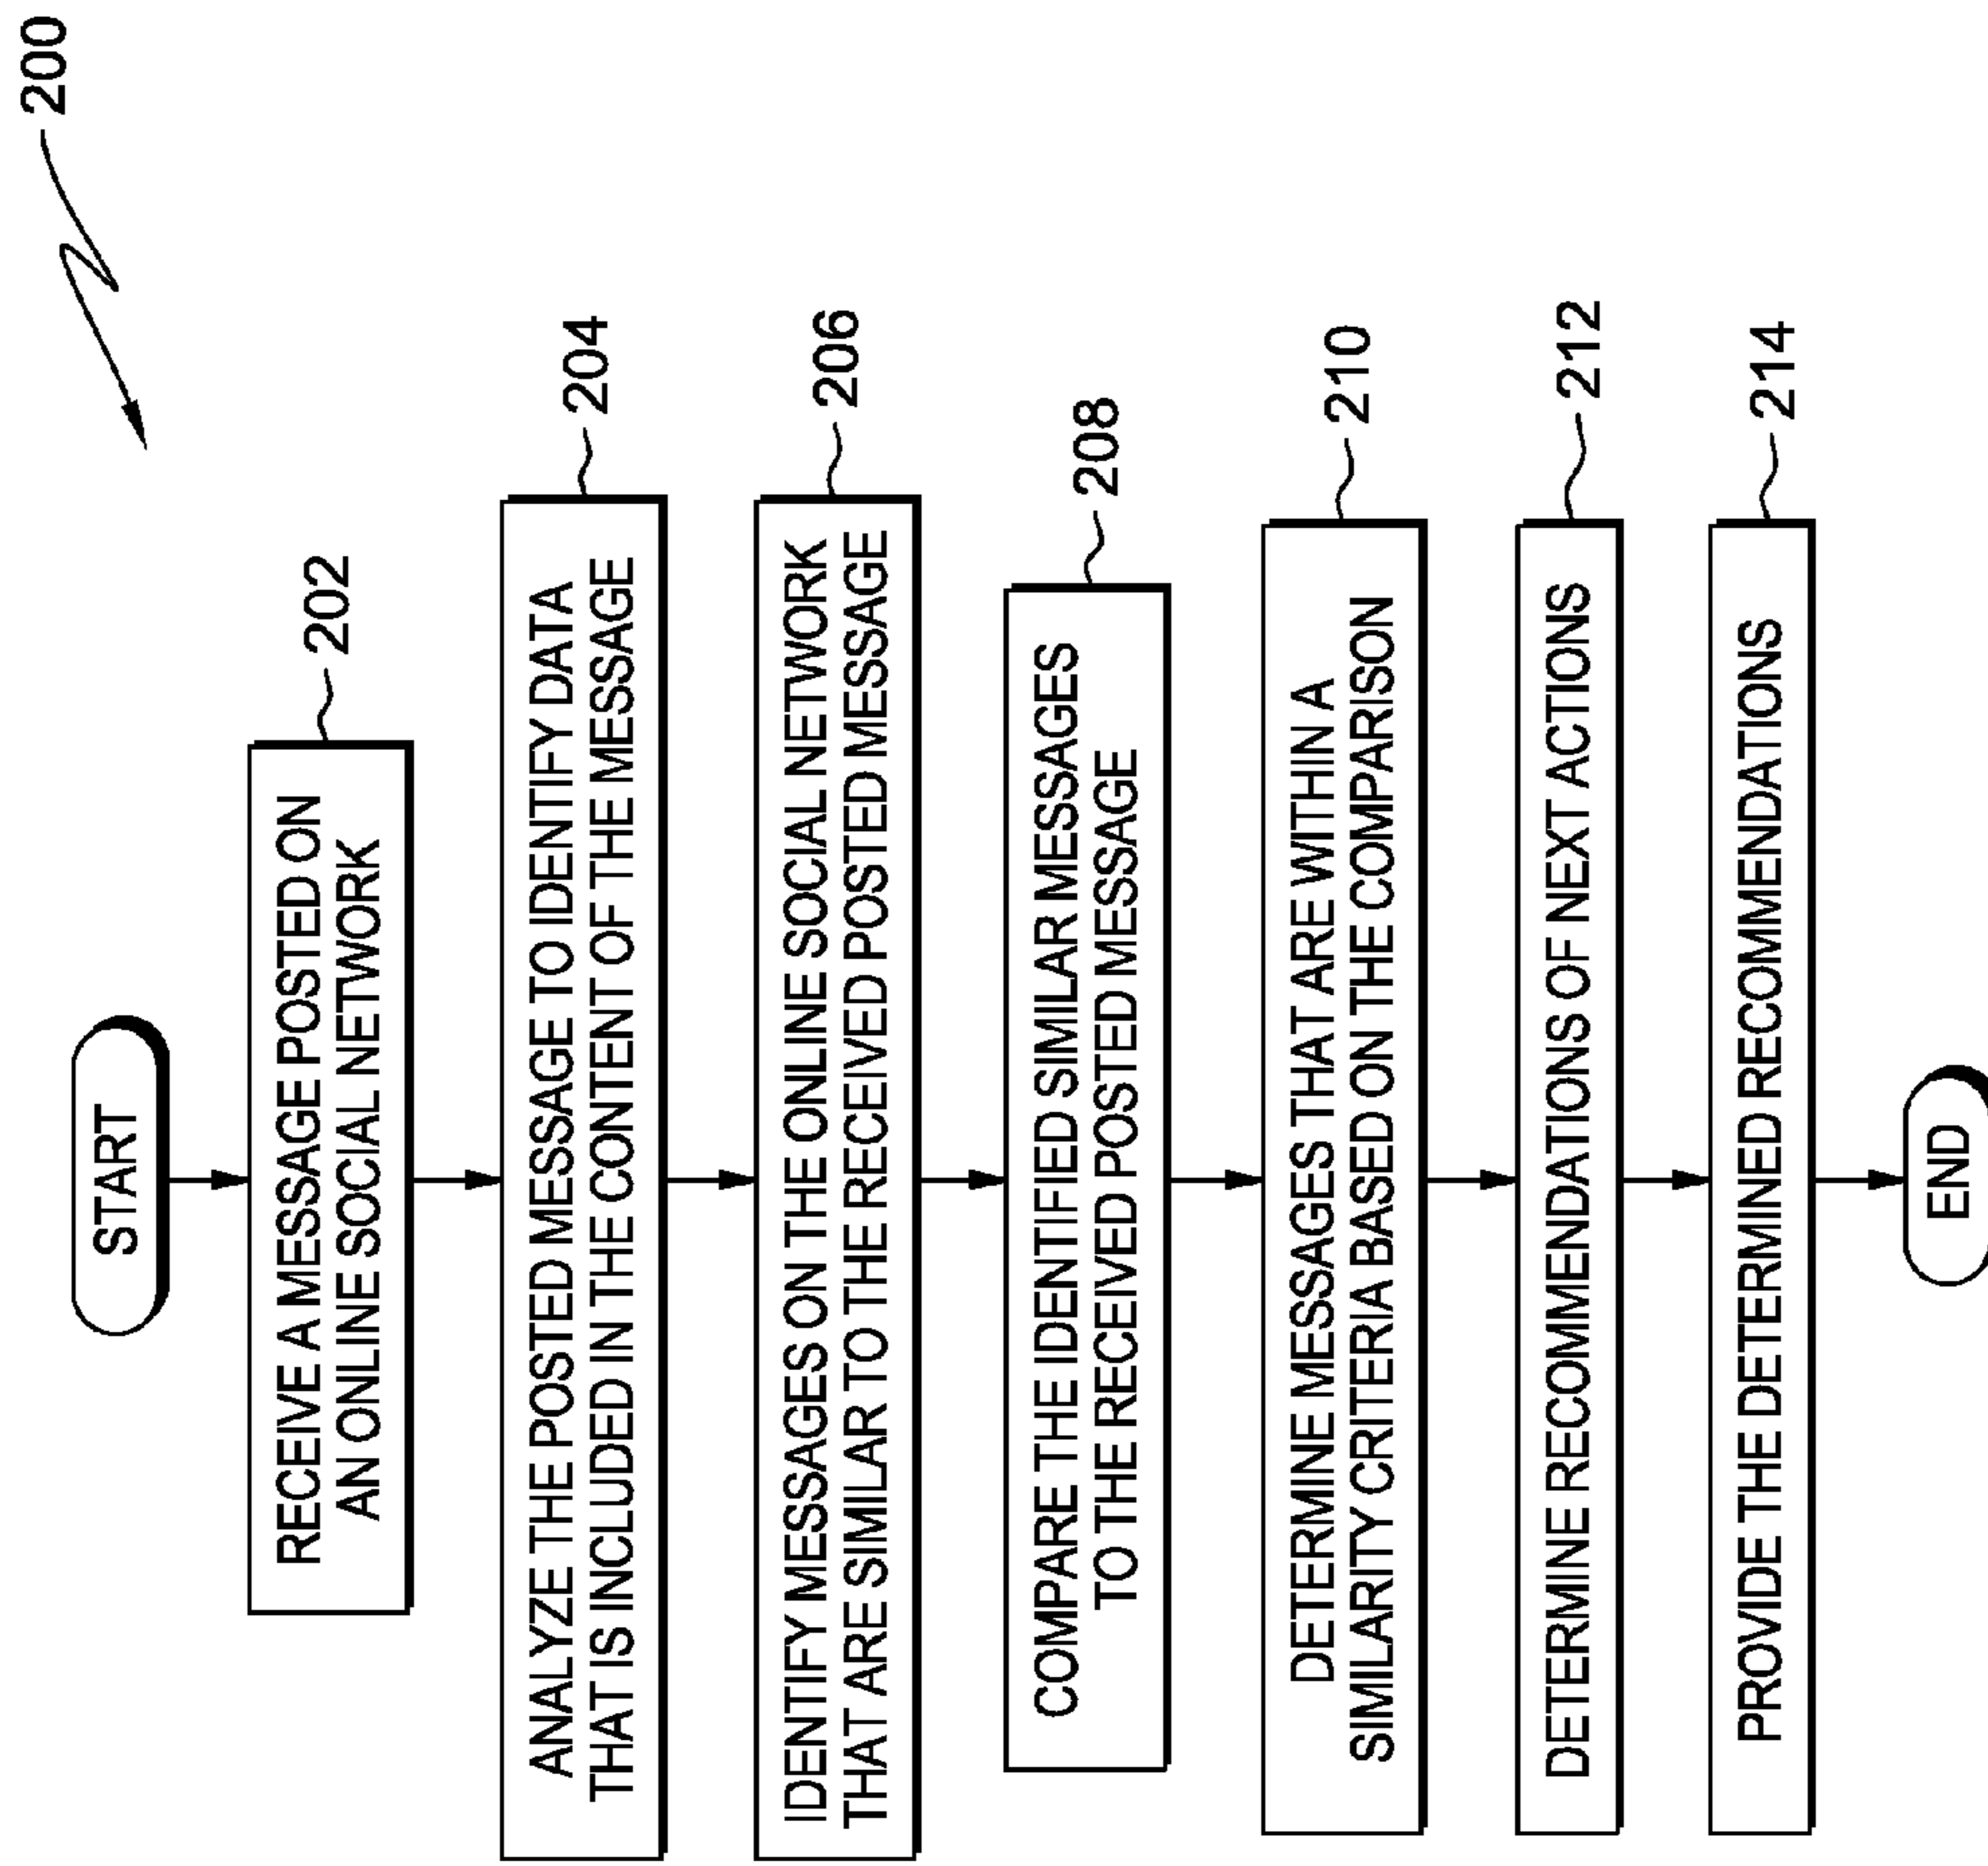 200
START
RECEIVE A MESSAGE POSTED ON
AN ONLINE SOCIAL NETWORK
202
ANALYZE THE POSTED MESSAGE TO IDENTIFY DATA
THAT IS INCLUDED IN THE CONTENT OF THE MESSAGE
204
IDENTIFY MESSAGES ON THE ONLINE SOCIAL NETWORK
THAT ARE SIMILAR TO THE RECEIVED POSTED MESSAGE
206
COMPARE THE IDENTIFIED SIMILAR MESSAGES
TO THE RECEIVED POSTED MESSAGE
208
DETERMINE MESSAGES THAT ARE WITHIN A
SIMILARITY CRITERIA BASED ON THE COMPARISON
210
DETERMINE RECOMMENDATIONS OF NEXT ACTIONS
212
PROVIDE THE DETERMINED RECOMMENDATIONS
214
END